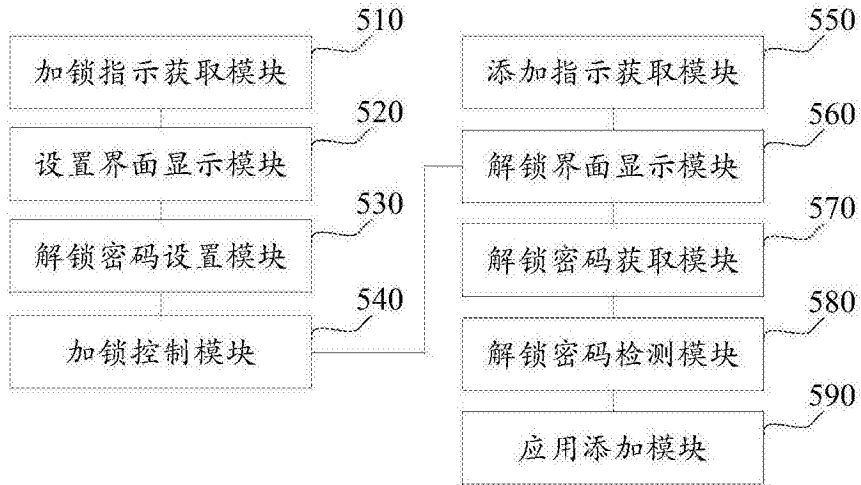 510
加锁指示获取模块
520
设置界面显示模块
530
解锁密码设置模块
540
加锁控制模块
550
添加指示获取模块
560
解锁界面显示模块
570
解锁密码获取模块
580
解锁密码检测模块
590
应用添加模块